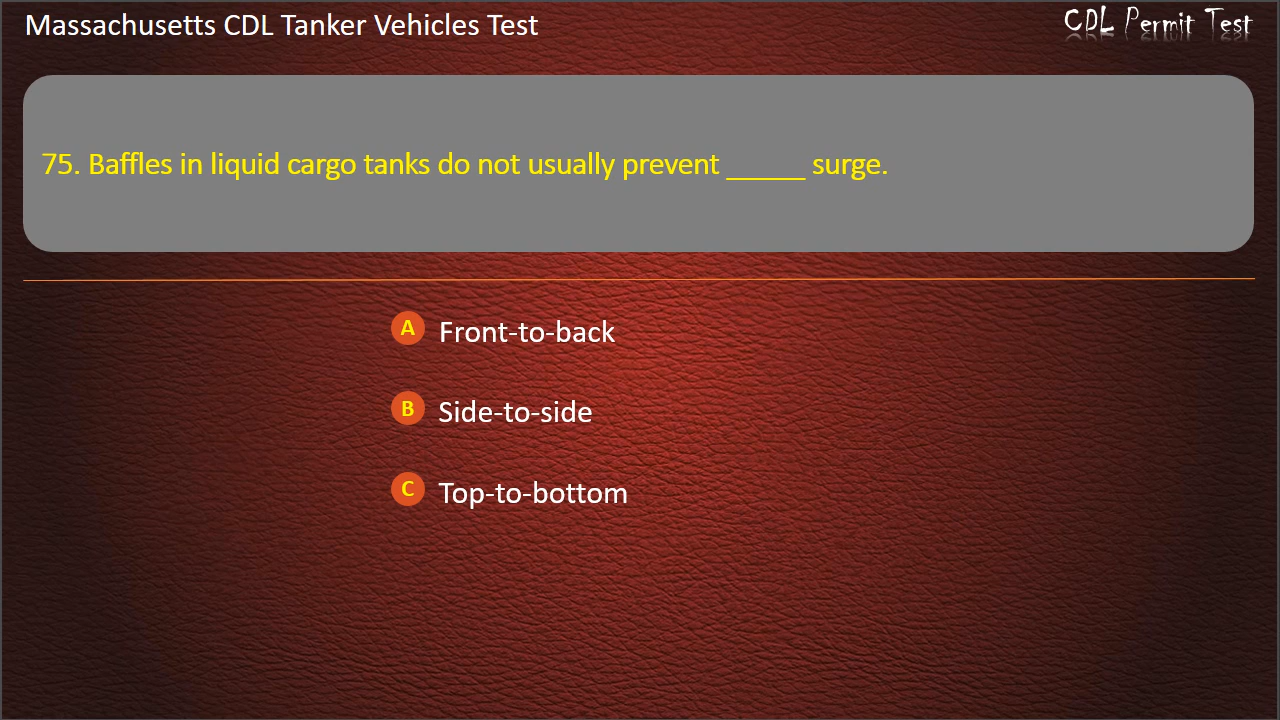 Massachusetts CDL Tanker Vehicles Test
CDL Permit Test
75. Baffles in liquid cargo tanks do not usually prevent _____ surge.
A Front-to-back
B Side-to-side
C Top-to-bottom